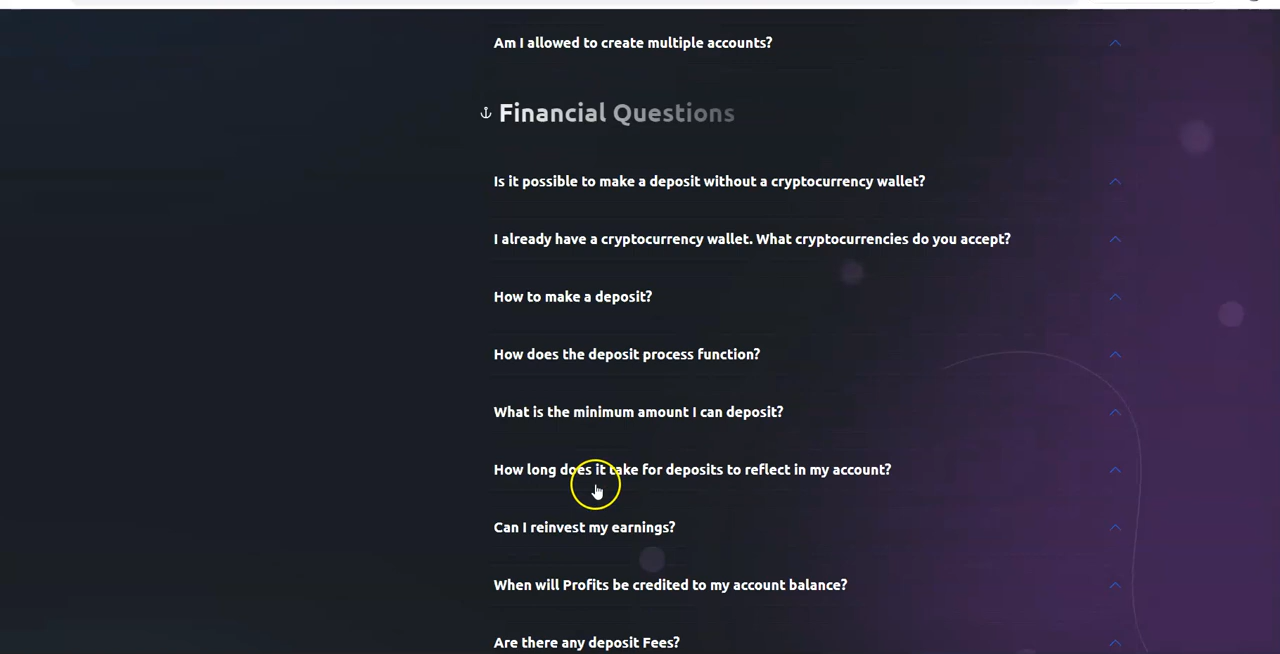 Am I allowed to create multiple accounts?
Financial Questions
Is it possible to make a deposit without a cryptocurrency wallet?
I already have a cryptocurrency wallet. What cryptocurrencies do you accept?
How to make a deposit?
How does the deposit process function?
What is the minimum amount I can deposit?
How long does it take for deposits to reflect in my account?
Can I reinvest my earnings?
When will Profits be credited to my account balance?
Are there any deposit Fees?